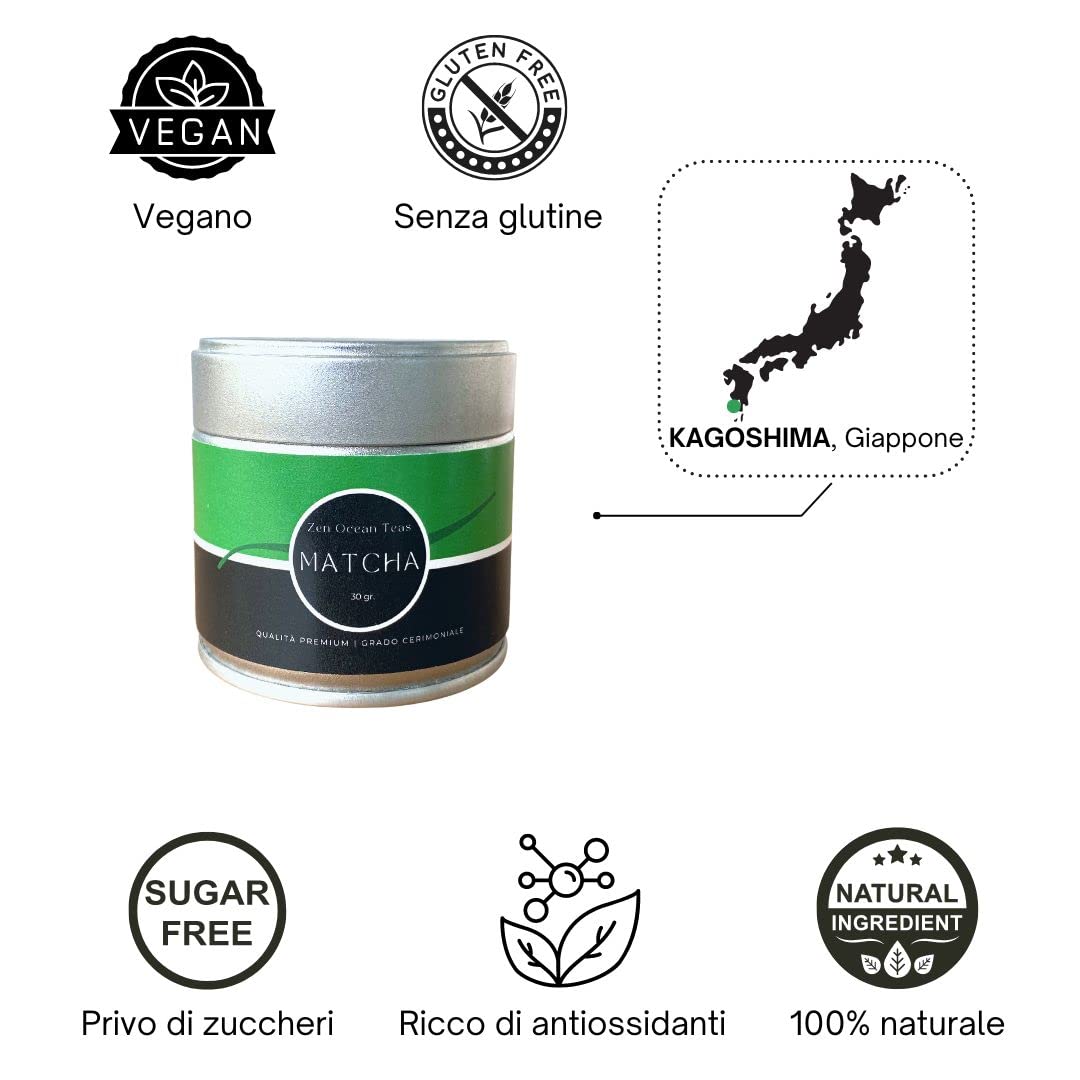 VEGAN
Vegano
GLUTEN FREE
Senza glutine
KAGOSHIMA, Giappone
Zen Ocean Teas
MATCHA
30 gr.
QUALITÀ PREMIUM | GRADO CERIMONIALE
SUGAR
FREE
Privo di zuccheri
Ricco di antiossidanti
NATURAL
INGREDIENT
100% naturale